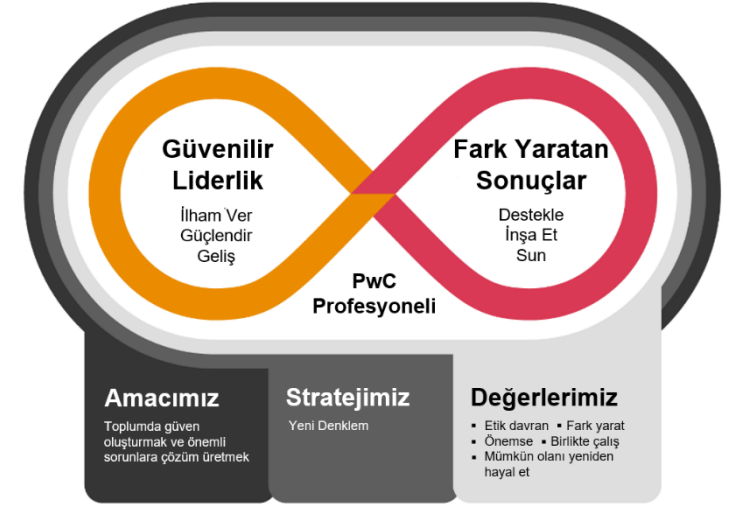 Güvenilir
Liderlik
İlham Ver
Güçlendir
Geliş
Fark Yaratan
Sonuçlar
Destekle
İnşa Et
Sun
PwC
Profesyoneli
Amacımız
Toplumda güven
oluşturmak ve önemli
sorunlara çözüm üretmek
Stratejimiz
Yeni Denklem
Değerlerimiz
▪ Etik davran ▪ Fark yarat
▪ Önemse ▪ Birlikte çalış
▪ Mümkün olanı yeniden
hayal et